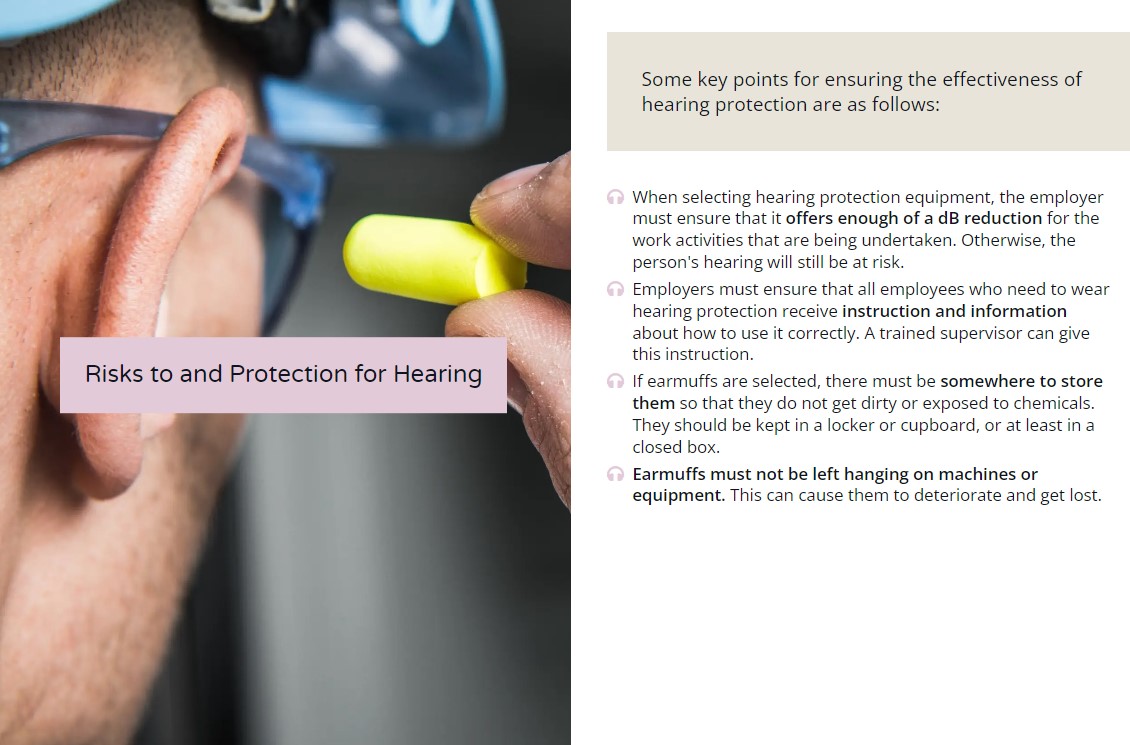 Risks to and Protection for Hearing
Some key points for ensuring the effectiveness of
hearing protection are as follows:
When selecting hearing protection equipment, the employer
must ensure that it offers enough of a dB reduction for the
work activities that are being undertaken. Otherwise, the
person's hearing will still be at risk.
Employers must ensure that all employees who need to wear
hearing protection receive instruction and information
about how to use it correctly. A trained supervisor can give
this instruction.
If earmuffs are selected, there must be somewhere to store
them so that they do not get dirty or exposed to chemicals.
They should be kept in a locker or cupboard, or at least in a
closed box.
Earmuffs must not be left hanging on machines or
equipment. This can cause them to deteriorate and get lost.